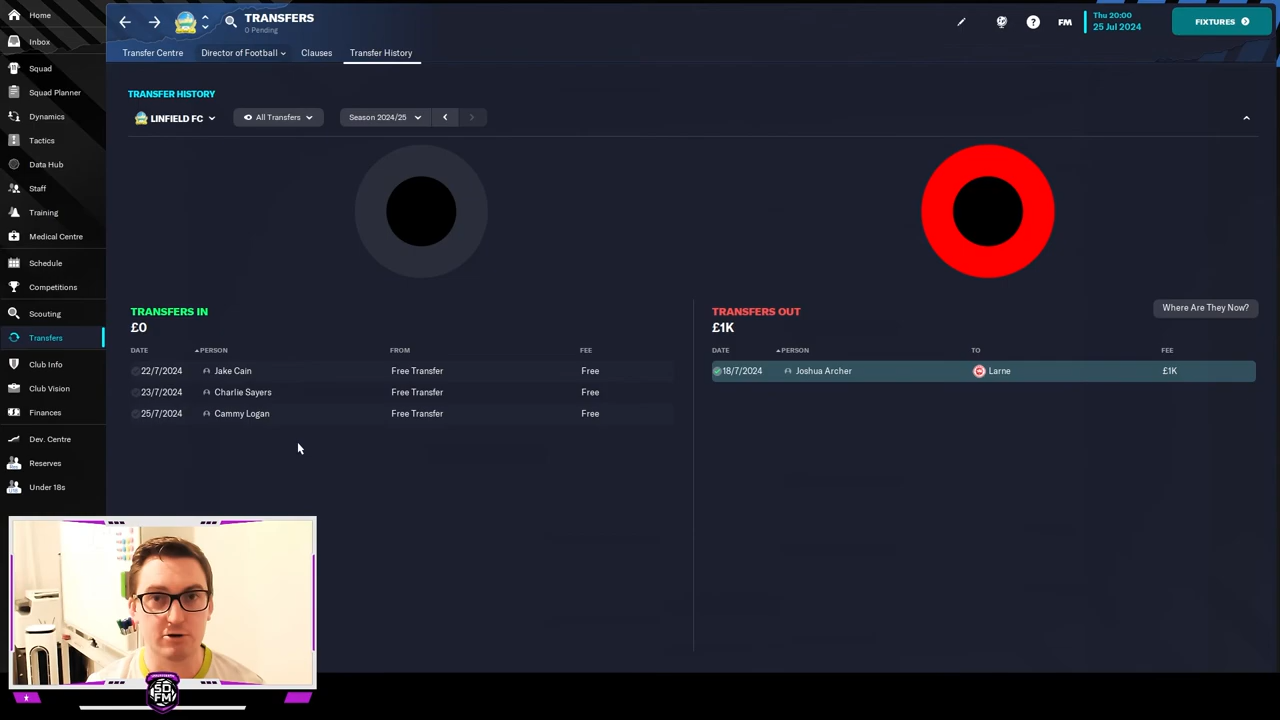 Home
Inbox
Squad
Squad Planner
Dynamics
Tactics
Data Hub
Staff
Training
Medical Centre
Schedule
Competitions
Scouting
Transfers
Club Info
Club Vision
Finances
Dev. Centre
Reserves
Under 18s
TRANSFERS
0 Pending
FM
Thu 20:00
25 Jul 2024
FIXTURES
Transfer Centre Director of Football Clauses Transfer History
TRANSFER HISTORY
LINFIELD FC All Transfers Season 2024/25
TRANSFERS IN
£0
DATE PERSON FROM FEE
22/7/2024 Jake Cain Free Transfer Free
23/7/2024 Charlie Sayers Free Transfer Free
25/7/2024 Cammy Logan Free Transfer Free
TRANSFERS OUT
£1K
Where Are They Now?
DATE PERSON TO FEE
18/7/2024 Joshua Archer Larne £1K
SD
FM